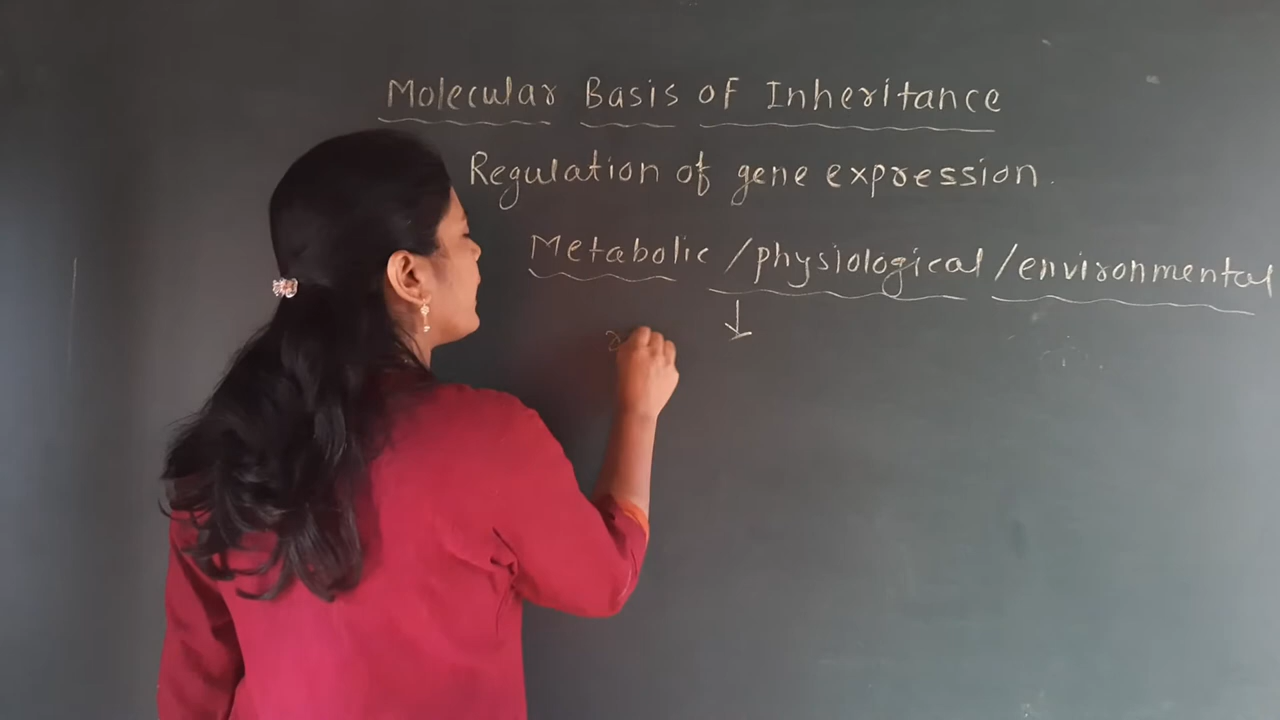 Molecular Basis of Inheritance
Regulation of gene expression.
Metabolic / physiological / environmental